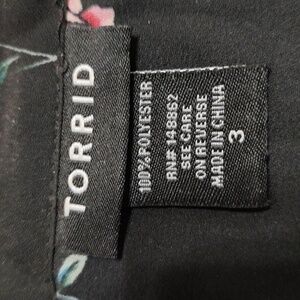 TORRID
100% POLYESTER
RN# 148862
SEE CARE
ON REVERSE
MADE IN CHINA
3